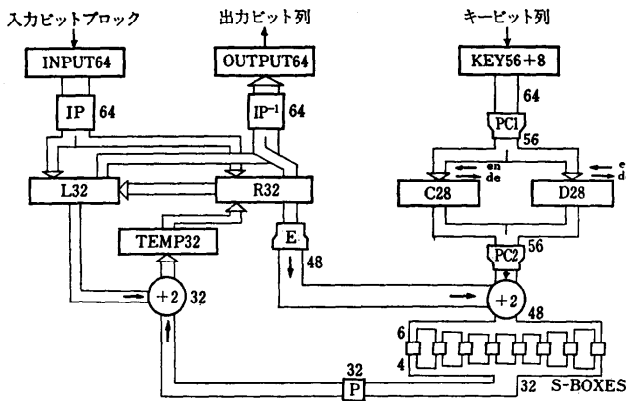 入力ビットブロック
出力ビット列
キービット列
INPUT64
OUTPUT64
KEY56+8
IP
64
IP⁻¹
64
64
PC1
56
en
de
e
d
L32
R32
C28
D28
TEMP32
E
48
PC2
56
+2
32
+2
48
6
4
32
P
32
S-BOXES